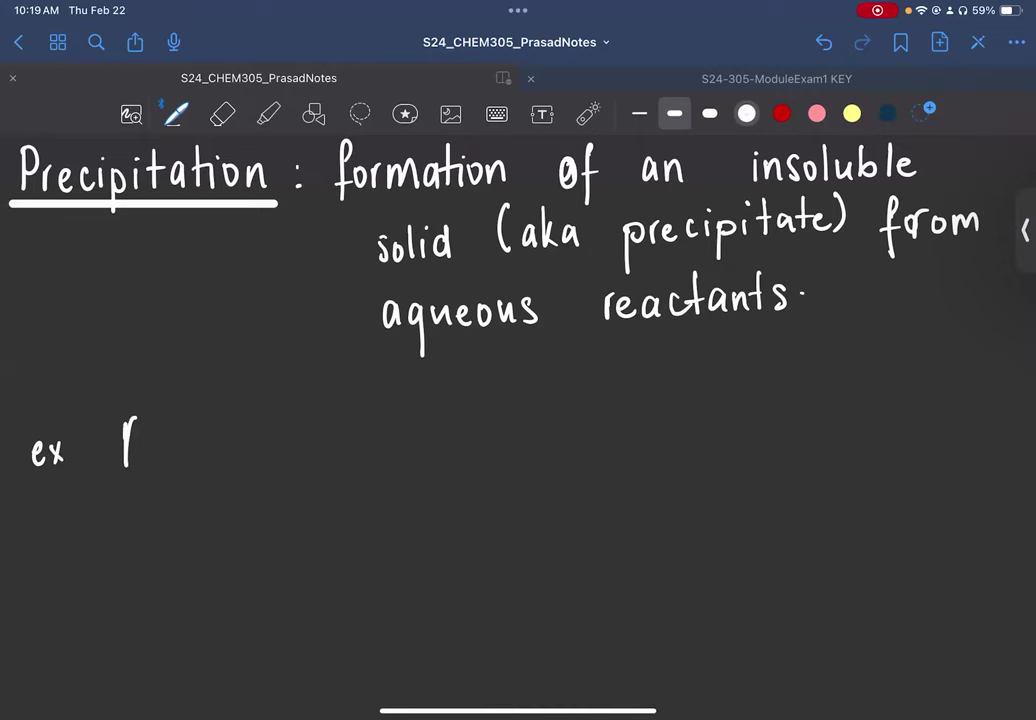 10:19 AM Thu Feb 22
59%
S24_CHEM305_PrasadNotes
S24_CHEM305_PrasadNotes
S24-305-ModuleExam1 KEY
Precipitation : formation of an insoluble
solid (aka precipitate) from
aqueous reactants.
ex